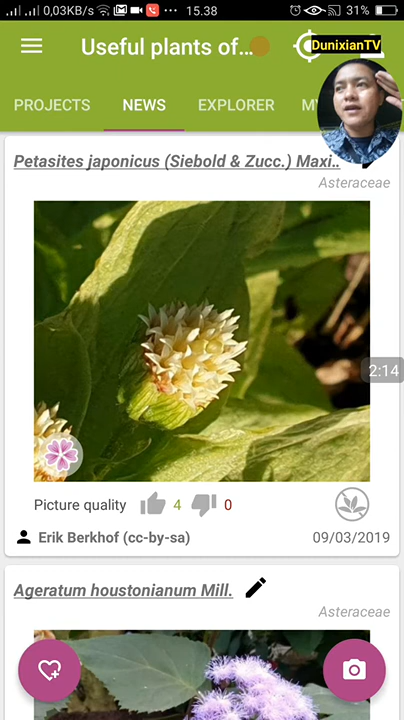 0,03KB/s ... 15.38 31%
Useful plants of...
DunixianTV
PROJECTS NEWS EXPLORER M
Petasites japonicus (Siebold & Zucc.) Maxi..
Asteraceae
2:14
Picture quality 4 0
Erik Berkhof (cc-by-sa) 09/03/2019
Ageratum houstonianum Mill.
Asteraceae